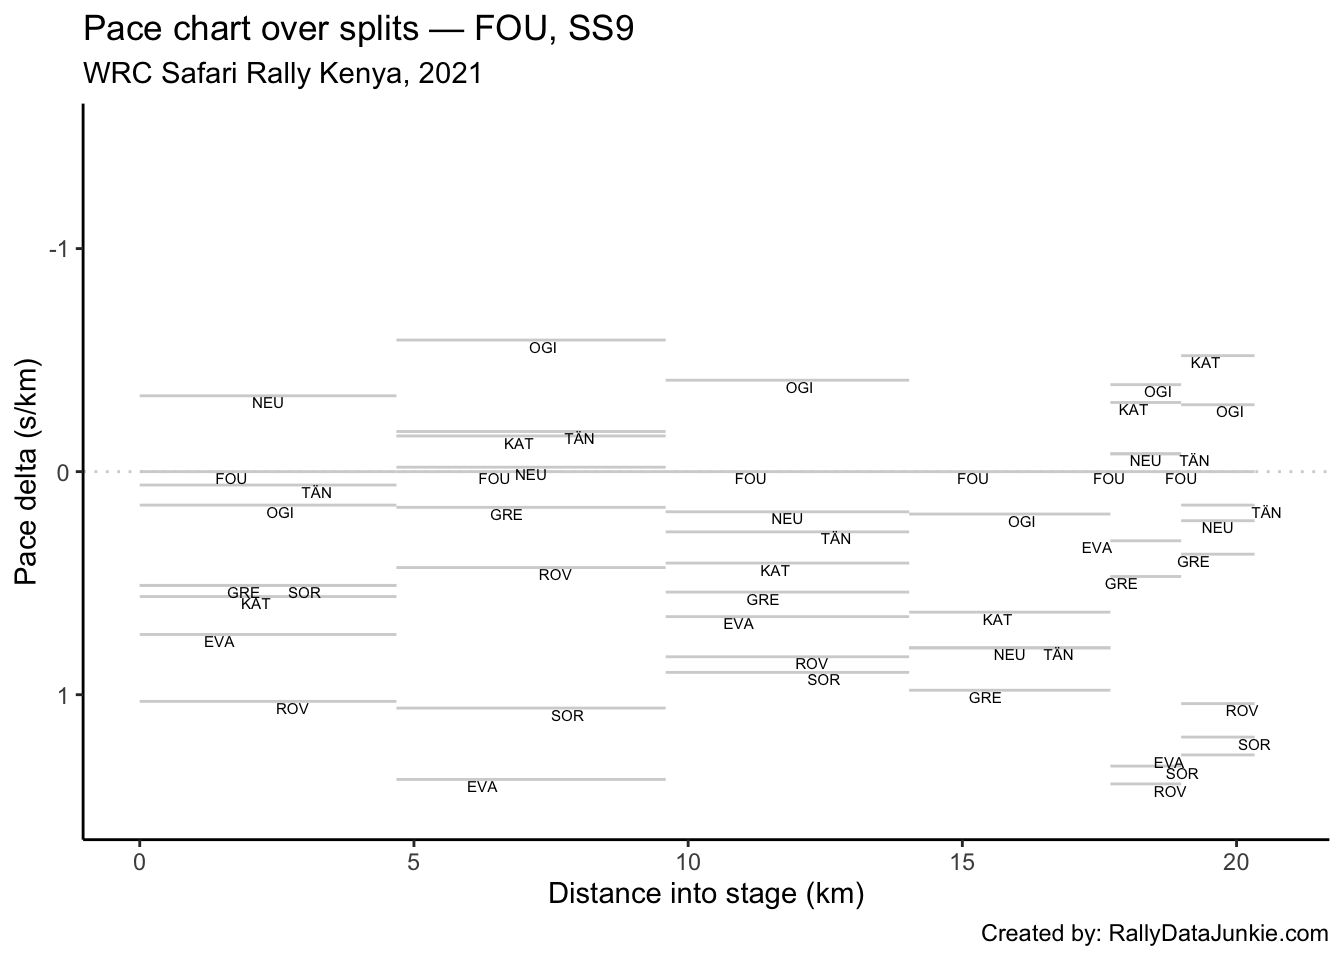 Pace chart over splits — FOU, SS9
WRC Safari Rally Kenya, 2021
Pace delta (s/km)
-1
0
1
OGI
KAT
OGI
OGI
KAT
OGI
NEU
KAT
TÄN
NEU
TÄN
FOU
FOU
NEU
FOU
FOU
FOU
FOU
TÄN
OGI
GRE
NEU
OGI
TÄN
NEU
TÄN
EVA
GRE
ROV
KAT
GRE
GRE
SOR
KAT
GRE
EVA
KAT
EVA
ROV
NEU
TÄN
SOR
GRE
ROV
SOR
ROV
SOR
EVA
EVA
SOR
ROV
0
5
10
15
20
Distance into stage (km)
Created by: RallyDataJunkie.com